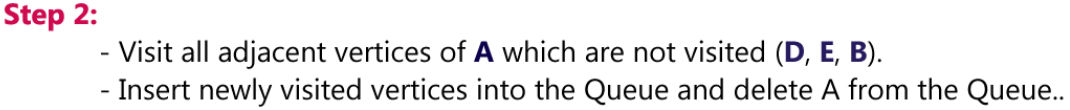 Step 2:
- Visit all adjacent vertices of A which are not visited (D, E, B).
- Insert newly visited vertices into the Queue and delete A from the Queue..